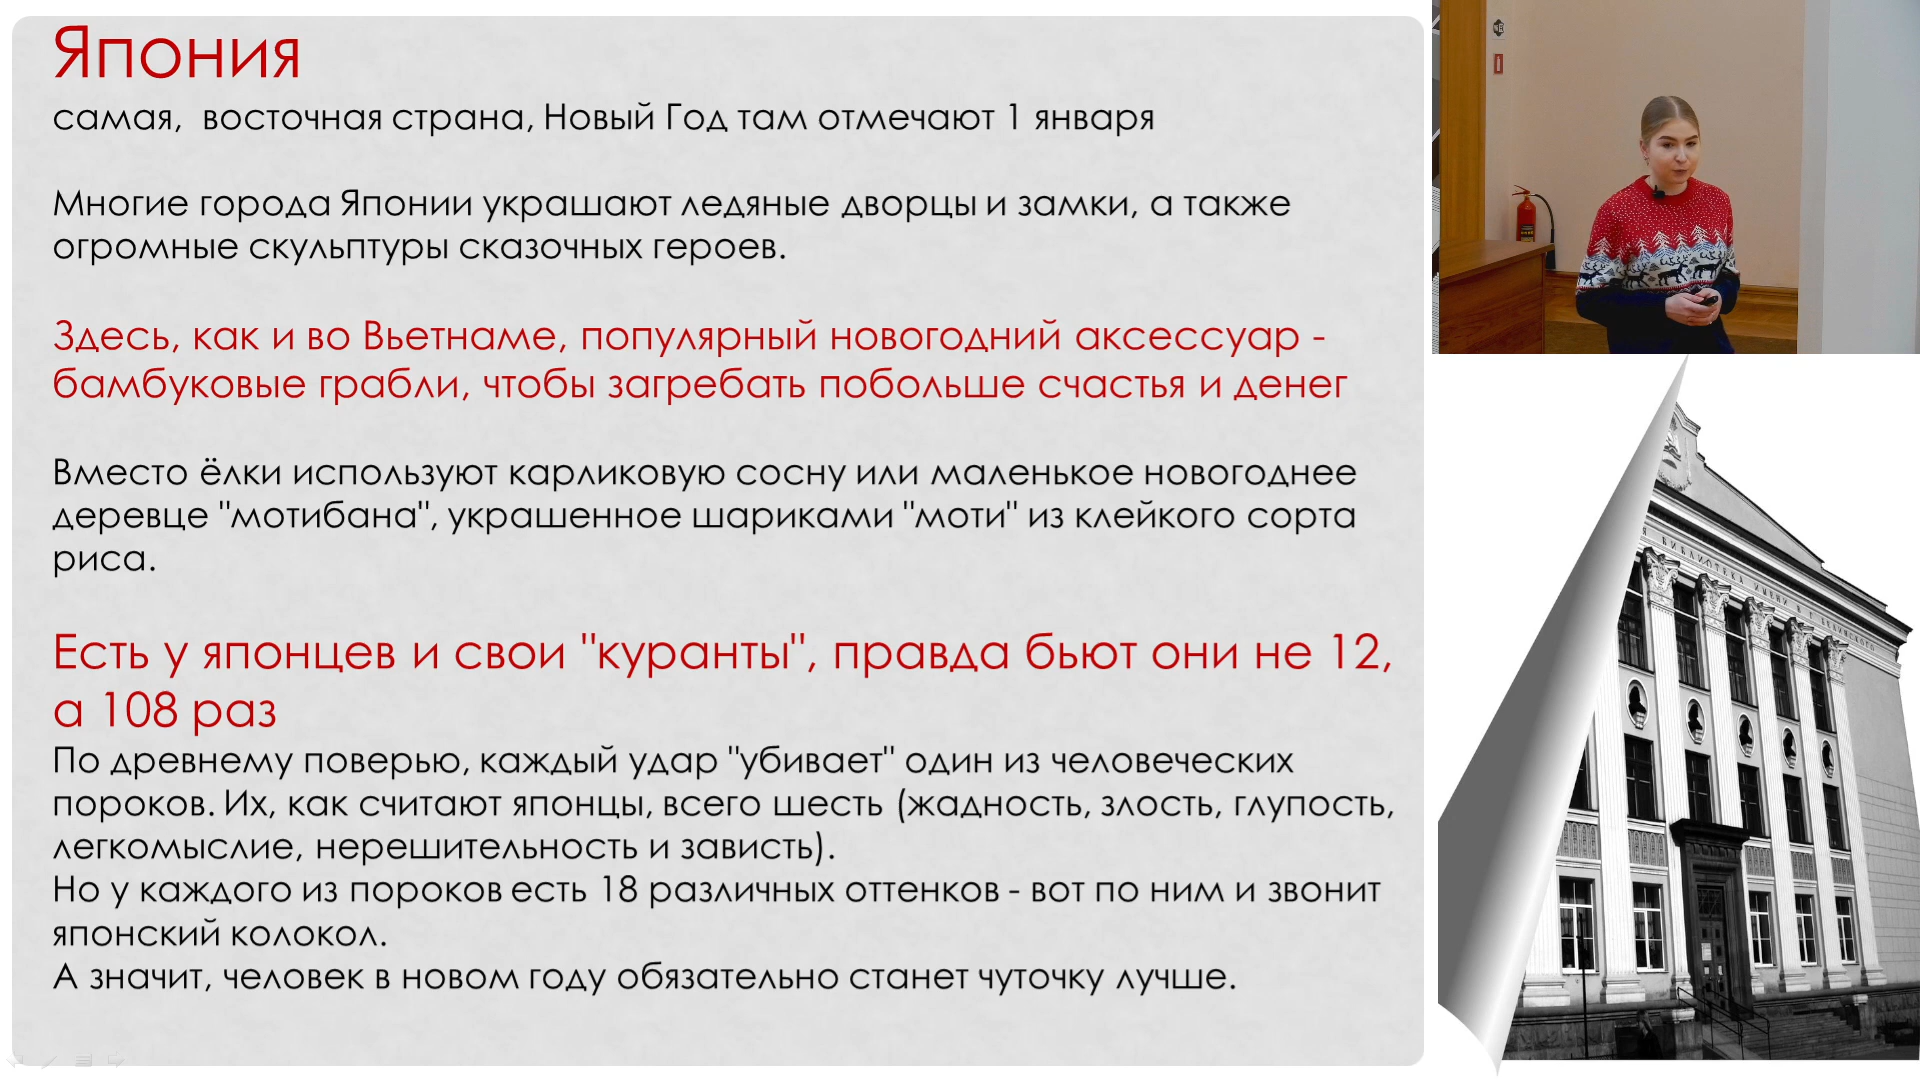 Япония
самая, восточная страна, Новый Год там отмечают 1 января
Многие города Японии украшают ледяные дворцы и замки, а также
огромные скульптуры сказочных героев.
Здесь, как и во Вьетнаме, популярный новогодний аксессуар -
бамбуковые грабли, чтобы загребать побольше счастья и денег
Вместо ёлки используют карликовую сосну или маленькое новогоднее
деревце "мотибана", украшенное шариками "моти" из клейкого сорта
риса.
Есть у японцев и свои "куранты", правда бьют они не 12,
а 108 раз
По древнему поверью, каждый удар "убивает" один из человеческих
пороков. Их, как считают японцы, всего шесть (жадность, злость, глупость,
легкомыслие, нерешительность и зависть).
Но у каждого из пороков есть 18 различных оттенков - вот по ним и звонит
японский колокол.
А значит, человек в новом году обязательно станет чуточку лучше.
БИБЛИОТЕКА ИМЕНИ В Г БЕЛИНСКОГО